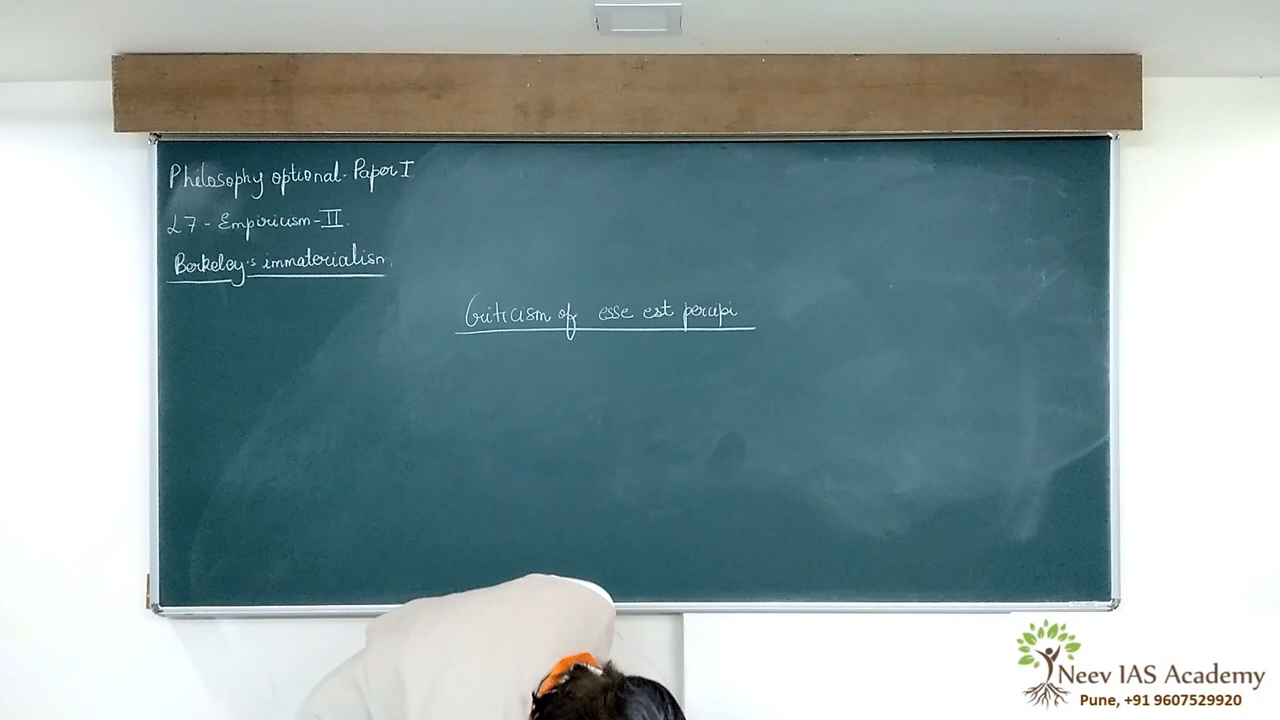 Philosophy optional - Paper I
L7 - Empiricism - II
Berkeley's immaterialism
Criticism of esse est percipi
Neev IAS Academy
Pune, +91 9607529920